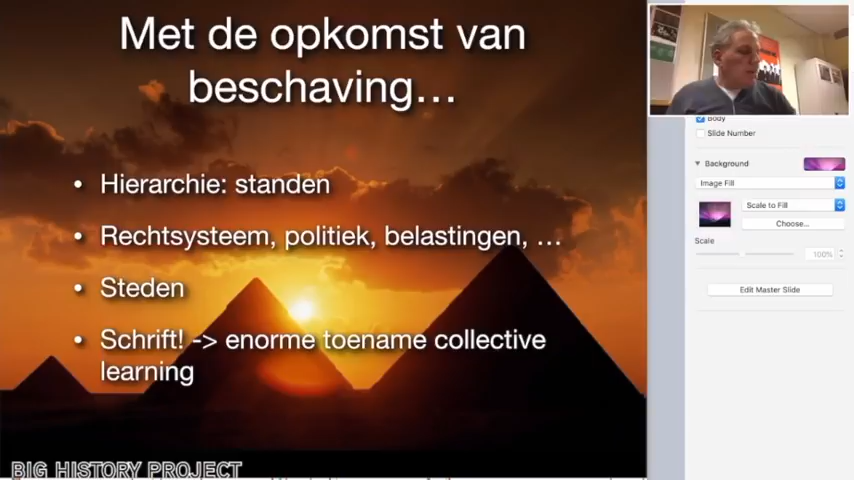 Met de opkomst van
beschaving...
• Hierarchie: standen
• Rechtsysteem, politiek, belastingen, ...
• Steden
• Schrift! -> enorme toename collective
learning
BIG HISTORY PROJECT
Body
Slide Number
Background
Image Fill
Scale to Fill
Choose...
Scale
100%
Edit Master Slide